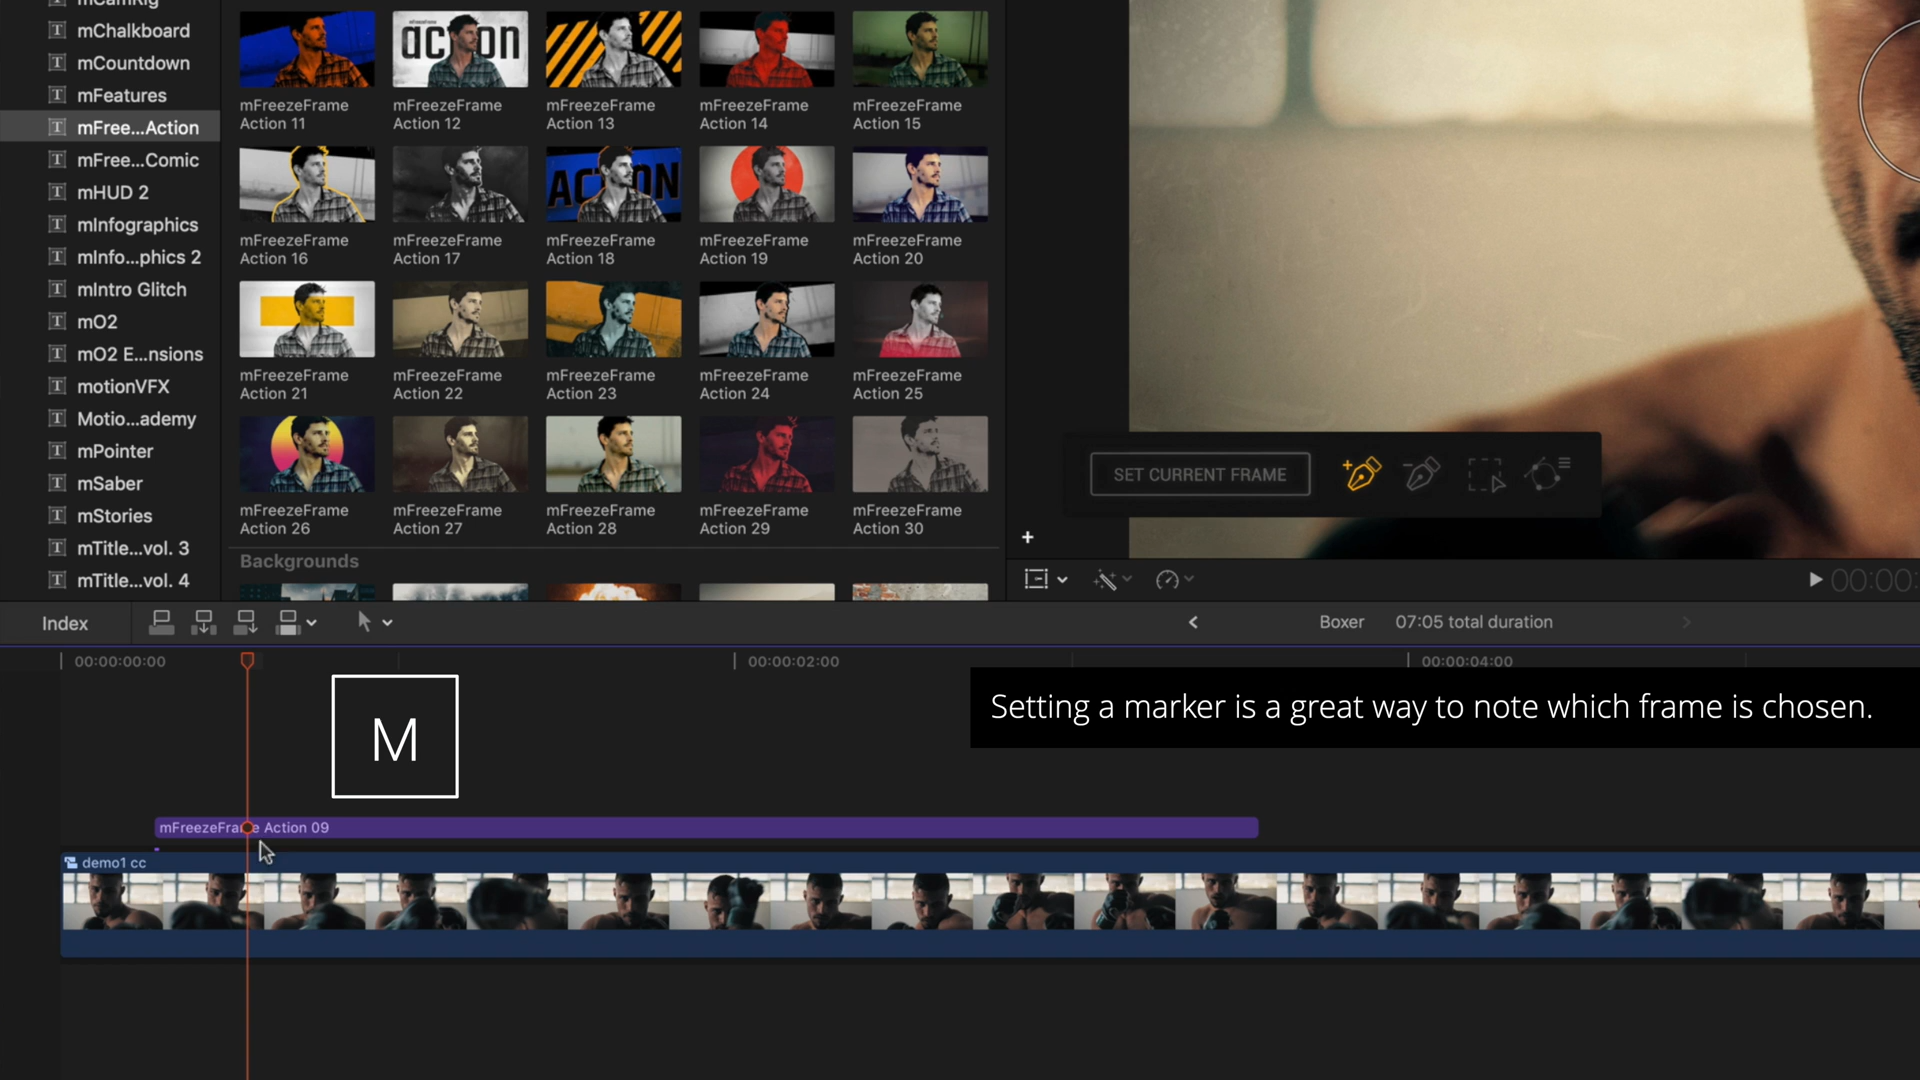 mCamRig
mChalkboard
mCountdown
mFeatures
mFree...Action
mFree...Comic
mHUD 2
mInfographics
mInfo...phics 2
mIntro Glitch
mO2
mO2 E...nsions
motionVFX
Motio...ademy
mPointer
mSaber
mStories
mTitle...vol. 3
mTitle...vol. 4
mFreezeFrame
Action 11
mFreezeFrame
Action 12
mFreezeFrame
Action 13
mFreezeFrame
Action 14
mFreezeFrame
Action 15
mFreezeFrame
Action 16
mFreezeFrame
Action 17
mFreezeFrame
Action 18
mFreezeFrame
Action 19
mFreezeFrame
Action 20
mFreezeFrame
Action 21
mFreezeFrame
Action 22
mFreezeFrame
Action 23
mFreezeFrame
Action 24
mFreezeFrame
Action 25
mFreezeFrame
Action 26
mFreezeFrame
Action 27
mFreezeFrame
Action 28
mFreezeFrame
Action 29
mFreezeFrame
Action 30
Backgrounds
SET CURRENT FRAME
00:00:
Index
Boxer 07:05 total duration
00:00:00:00
00:00:02:00
00:00:04:00
M
Setting a marker is a great way to note which frame is chosen.
mFreezeFrame Action 09
demo1 cc